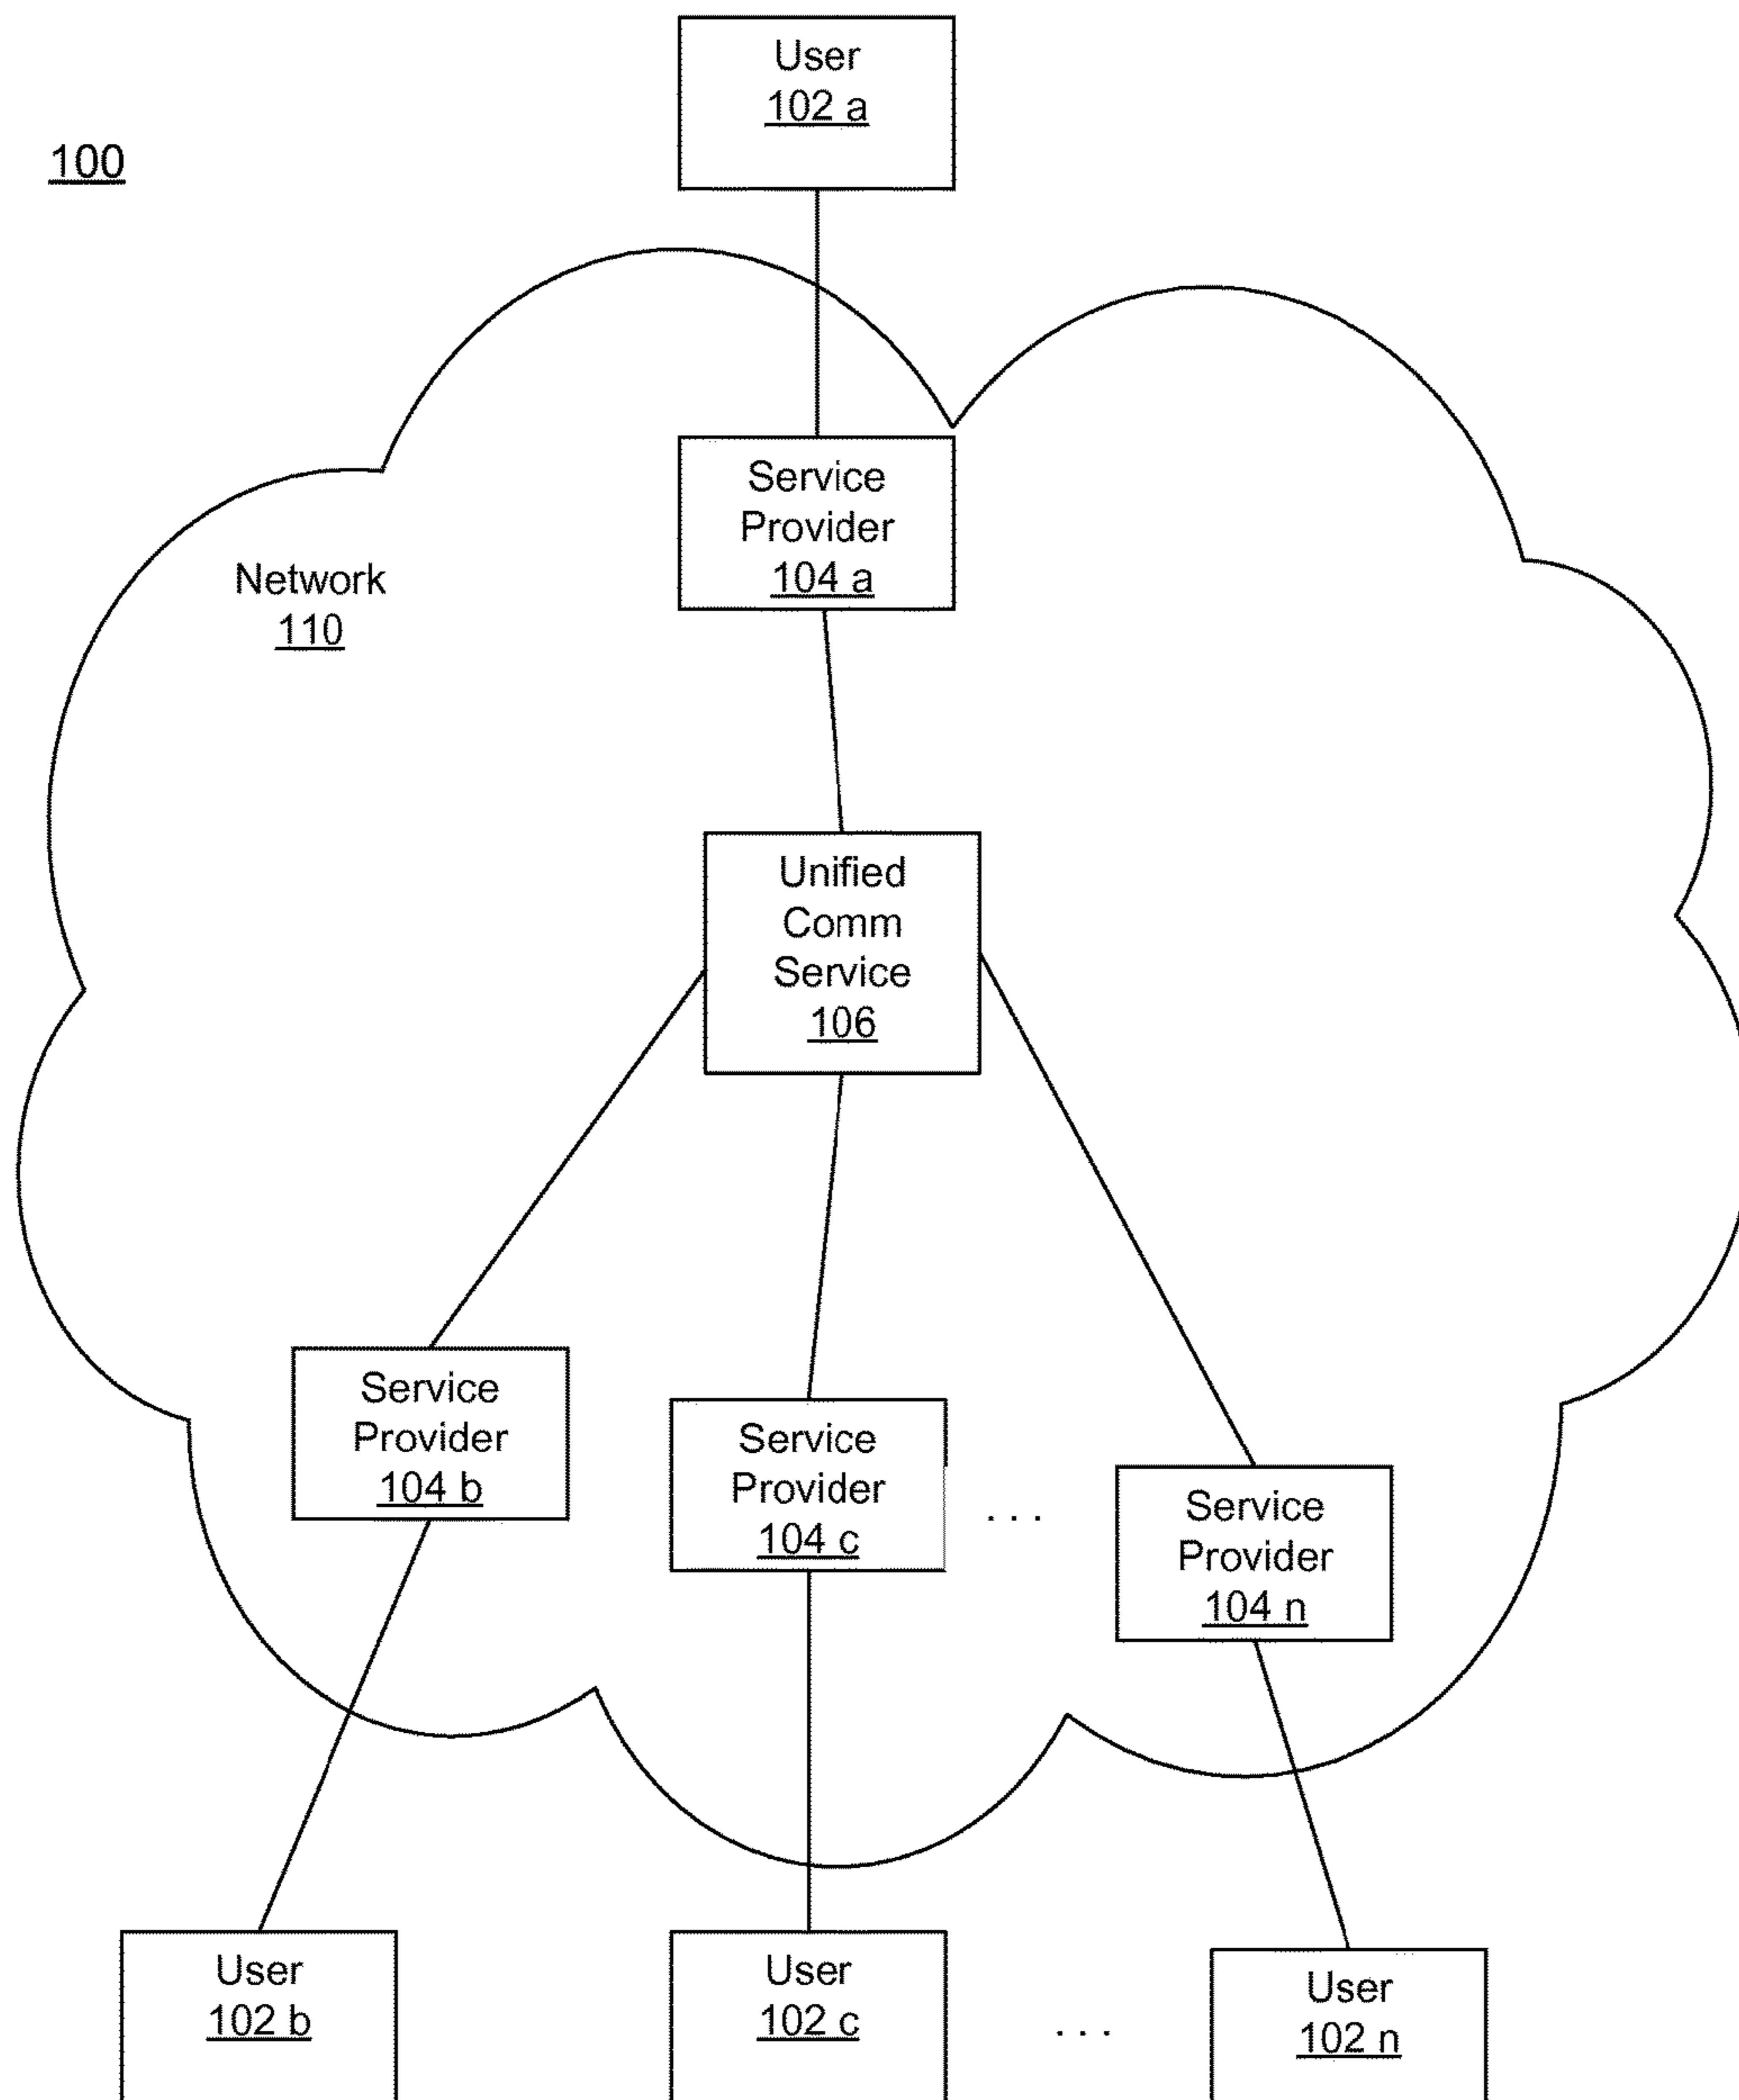 User
102 a
100
Service
Provider
104 a
Network
110
Unified
Comm
Service
106
Service
Provider
104 b
Service
Provider
104 c
. . .
Service
Provider
104 n
User
102 b
User
102 c
. . .
User
102 n